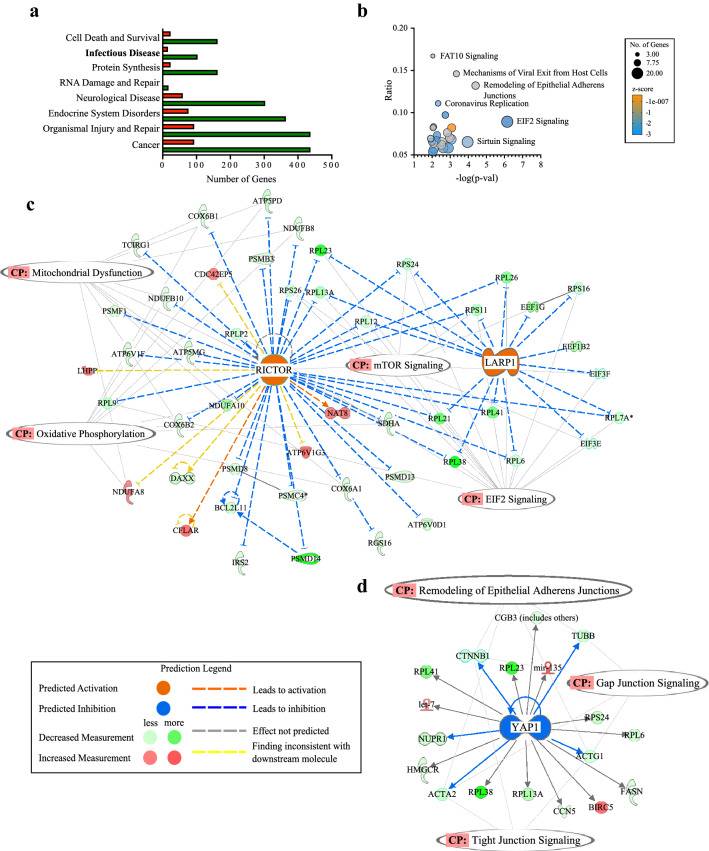 a
Cell Death and Survival
Infectious Disease
Protein Synthesis
RNA Damage and Repair
Neurological Disease
Endocrine System Disorders
Organismal Injury and Repair
Cancer
0 100 200 300 400 500
Number of Genes
b
0.20
0.15
0.10
0.05
Ratio
FAT10 Signaling
Mechanisms of Viral Exit from Host Cells
Remodeling of Epithelial Adherens
Junctions
Coronavirus Replication
EIF2 Signaling
Sirtuin Signaling
1 2 3 4 5 6 7 8
-log(p-val)
No. of Genes
3.00
7.75
20.00
z-score
-1e-007
-1
-2
-3
c
ATP5PD
COX6B1
NDUFB8
TCIRG1
RPL23
PSMB3
RPS24
CP: Mitochondrial Dysfunction
CDC42EP5
RPL26
RPS26
RPL13A
RPS16
NDUFB10
EEF1G
PSMF1
RPS11
RPL12
RPLP2
EEF1B2
ATP6V1F
ATP5MG
LARP1
CP: mTOR Signaling
RICTOR
EIF3F
RPL9
NDUFA10
NAT8
RPL41
RPL21
RPL7A*
SDHA
COX6B2
CP: Oxidative Phosphorylation
EIF3E
ATP6V1G3
RPL38
RPL6
PSMD8
DAXX
PSMD13
NDUFA8
COX6A1
PSMC4*
CP: EIF2 Signaling
BCL2L11
ATP6V0D1
CFLAR
RGS16
IRS2
PSMD14
d
CP: Remodeling of Epithelial Adherens Junctions
CGB3 (includes others)
TUBB
CTNNB1
RPL23
mir-135
RPL41
CP: Gap Junction Signaling
let-7
RPS24
YAP1
RPL6
NUPR1
ACTG1
HMGCR
FASN
ACTA2
RPL38
RPL13A
BIRC5
CCN5
CP: Tight Junction Signaling
Prediction Legend
Predicted Activation
Leads to activation
Predicted Inhibition
Leads to inhibition
less more
Decreased Measurement
Effect not predicted
Increased Measurement
Finding inconsistent with
downstream molecule